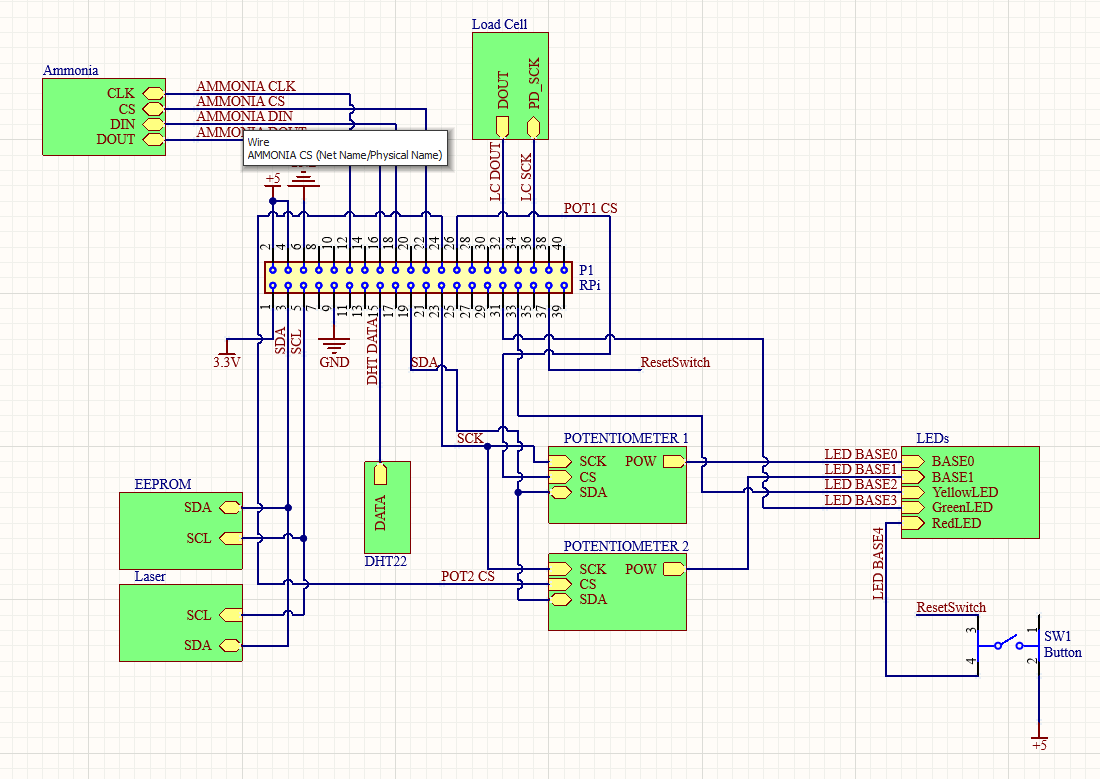 Load Cell
DOUT
PD_SCK
LC DOUT
LC SCK
Ammonia
CLK
CS
DIN
DOUT
AMMONIA CLK
AMMONIA CS
AMMONIA DIN
AMMONIA DOUT
Wire
AMMONIA CS (Net Name/Physical Name)
+5
POT1 CS
2 4 6 8 10 12 14 16 18 20 22 24 26 28 30 32 34 36 38 40
P1
RPi
1 3 5 7 9 11 13 15 17 19 21 23 25 27 29 31 33 35 37 39
3.3V
SDA
SCL
GND
DHT DATA
SDA
ResetSwitch
SCK
POTENTIOMETER 1
SCK
CS
SDA
POW
LEDs
LED BASE0
LED BASE1
LED BASE2
LED BASE3
BASE0
BASE1
YellowLED
GreenLED
RedLED
LED BASE4
EEPROM
SDA
SCL
DATA
DHT22
POTENTIOMETER 2
SCK
CS
SDA
POW
POT2 CS
Laser
SCL
SDA
ResetSwitch
3
4
1
2
SW1
Button
+5